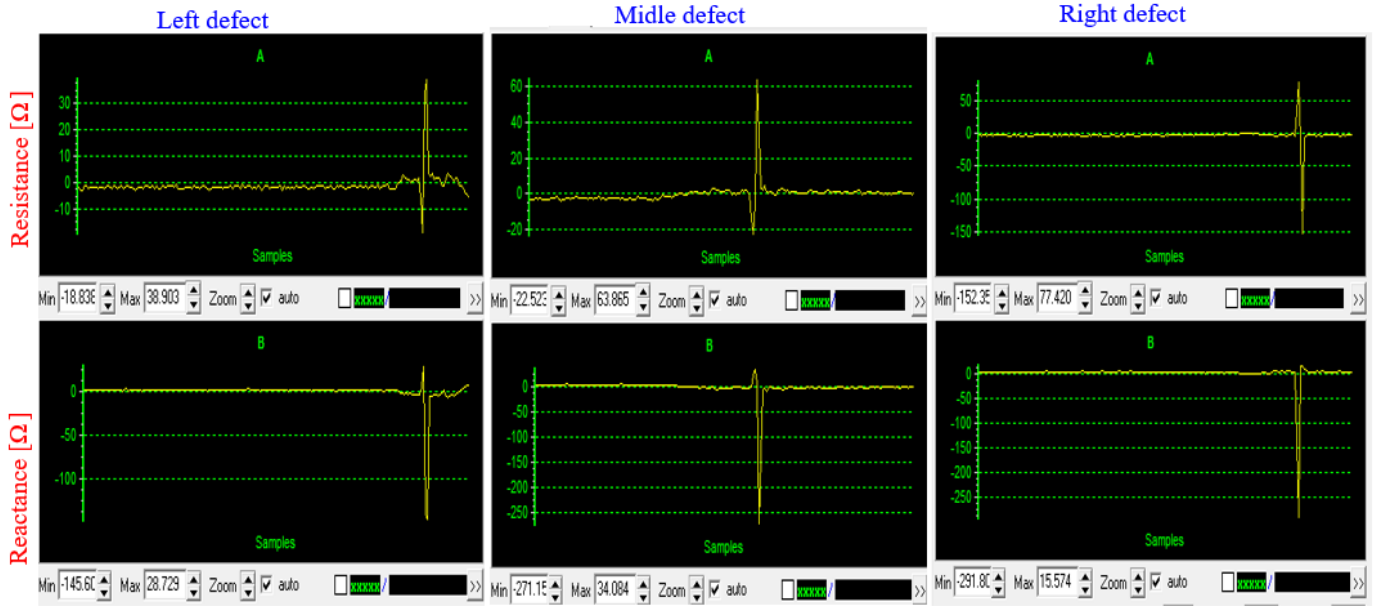 Left defect
Midle defect
Right defect
Resistance [Ω]
A
30
20
10
0
-10
Samples
Min -18.838 Max 38.903 Zoom auto xxxxx/ >>
A
60
40
20
0
-20
Samples
Min -22.523 Max 63.865 Zoom auto xxxxx/ >>
A
50
0
-50
-100
-150
Samples
Min -152.35 Max 77.420 Zoom auto xxxxx/ >>
Reactance [Ω]
B
0
-50
-100
Samples
Min -145.60 Max 28.729 Zoom auto xxxxx/ >>
B
0
-50
-100
-150
-200
-250
Samples
Min -271.15 Max 34.084 Zoom auto xxxxx/ >>
B
0
-50
-100
-150
-200
-250
Samples
Min -291.80 Max 15.574 Zoom auto xxxxx/ >>